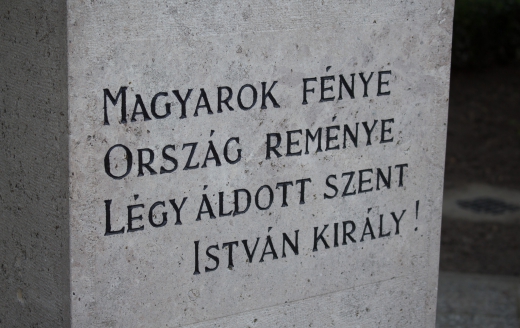 Magyarok fénye
Ország reménye
Légy áldott szent
István király!